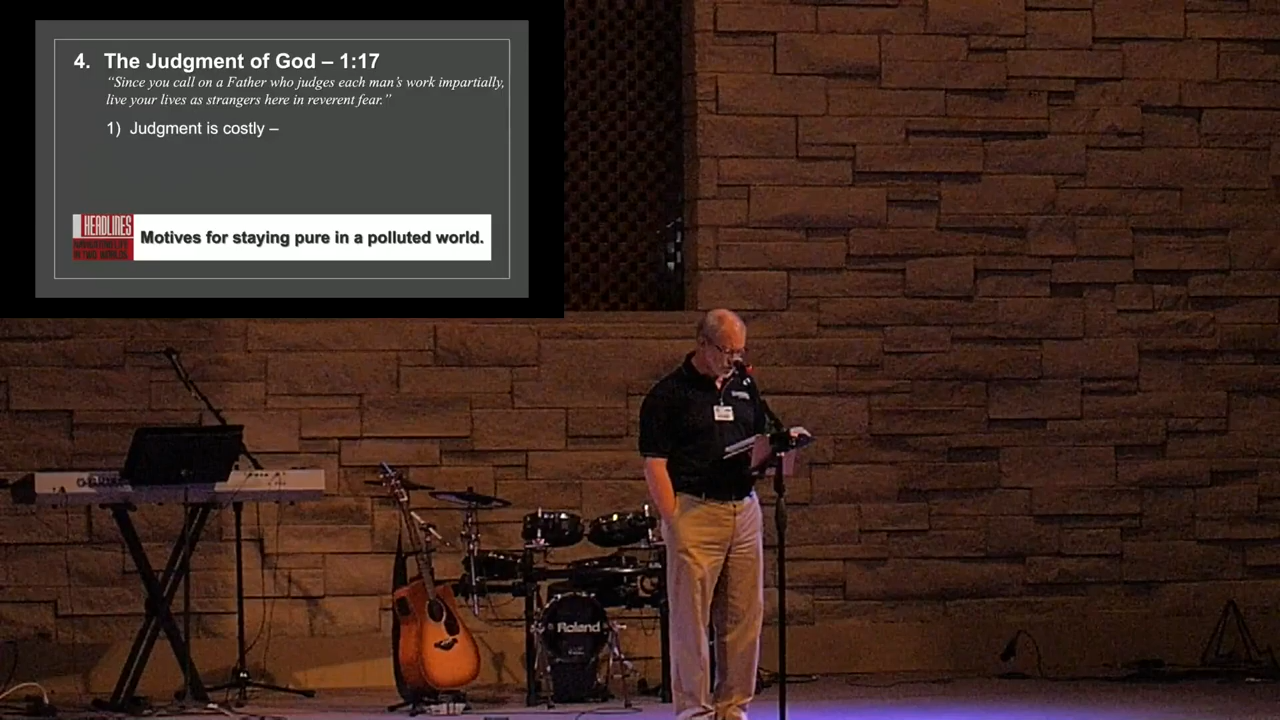 4. The Judgment of God – 1:17
“Since you call on a Father who judges each man’s work impartially,
live your lives as strangers here in reverent fear.”
1) Judgment is costly –
HEADLINES
Motives for staying pure in a polluted world.
Roland